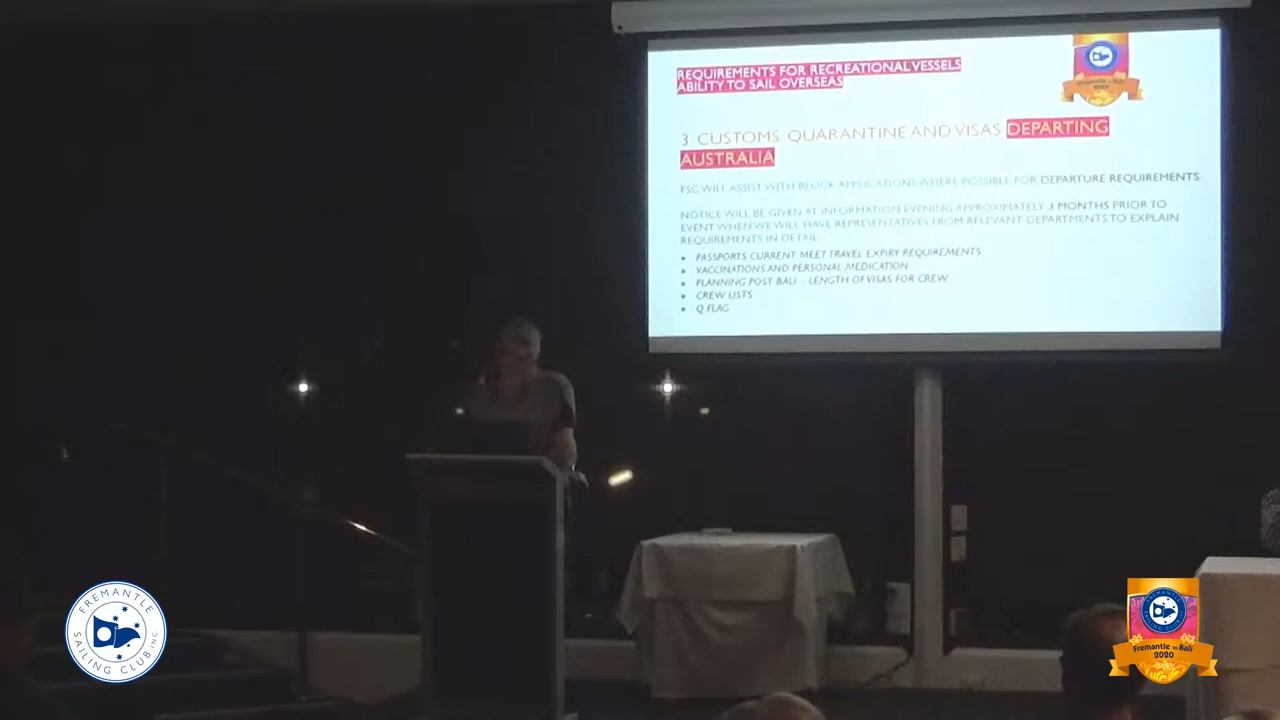 REQUIREMENTS FOR RECREATIONAL VESSELS
ABILITY TO SAIL OVERSEAS
3 CUSTOMS QUARANTINE AND VISAS DEPARTING
AUSTRALIA
FSC WILL ASSIST WITH BLOCK APPLICATIONS WHERE POSSIBLE FOR DEPARTURE REQUIREMENTS.
NOTICE WILL BE GIVEN AT INFORMATION EVENING APPROXIMATELY 3 MONTHS PRIOR TO
EVENT WHEN WE WILL HAVE REPRESENTATIVES FROM RELEVANT DEPARTMENTS TO EXPLAIN
REQUIREMENTS IN DETAIL
• PASSPORTS CURRENT MEET TRAVEL EXPIRY REQUIREMENTS
• VACCINATIONS AND PERSONAL MEDICATION
• PLANNING POST BALI – LENGTH OF VISAS FOR CREW
• CREW LISTS
• Q FLAG
FREMANTLE
SAILING CLUB INC
Fremantle to Bali
2020